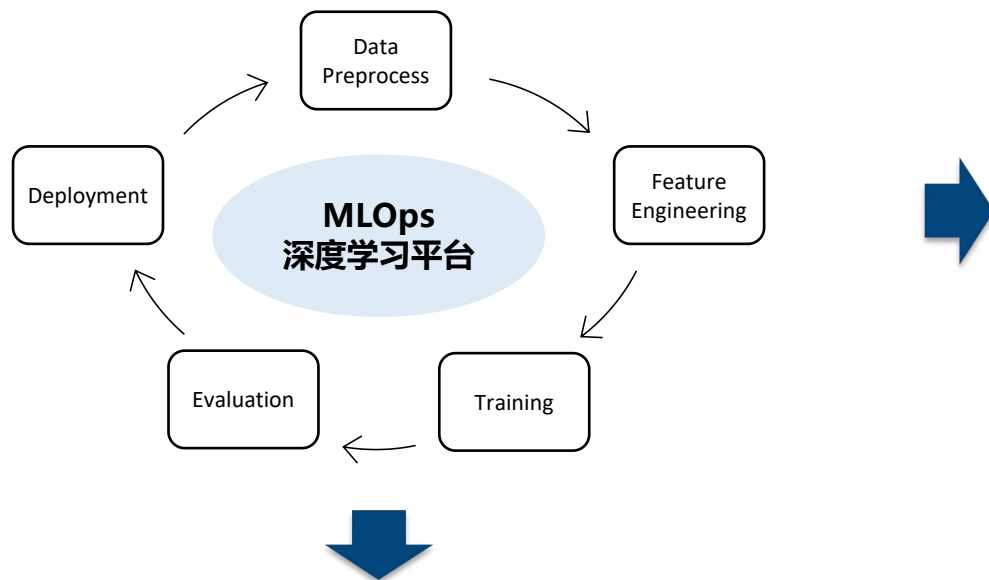 Data
Preprocess
Deployment
Feature
Engineering
MLOps
深度学习平台
Evaluation
Training